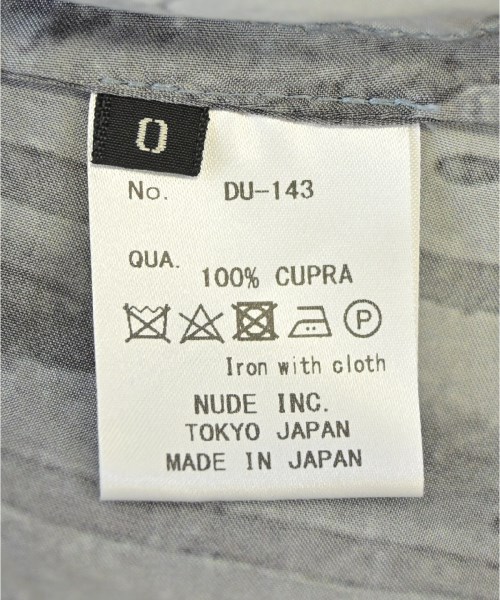 0
No. DU-143
QUA. 100% CUPRA
P
Iron with cloth
NUDE INC.
TOKYO JAPAN
MADE IN JAPAN